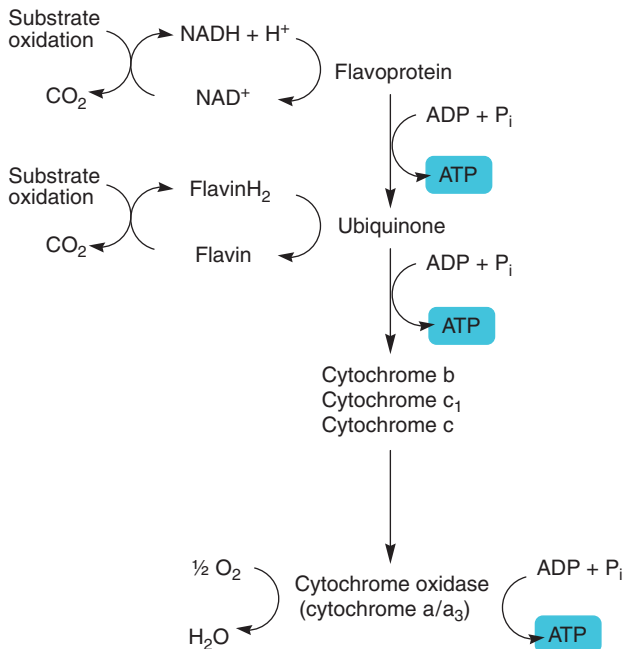 Substrate
oxidation
NADH + H⁺
CO₂
NAD⁺
Flavoprotein
ADP + Pᵢ
ATP
Substrate
oxidation
FlavinH₂
CO₂
Flavin
Ubiquinone
ADP + Pᵢ
ATP
Cytochrome b
Cytochrome c₁
Cytochrome c
½ O₂
H₂O
Cytochrome oxidase
(cytochrome a/a₃)
ADP + Pᵢ
ATP